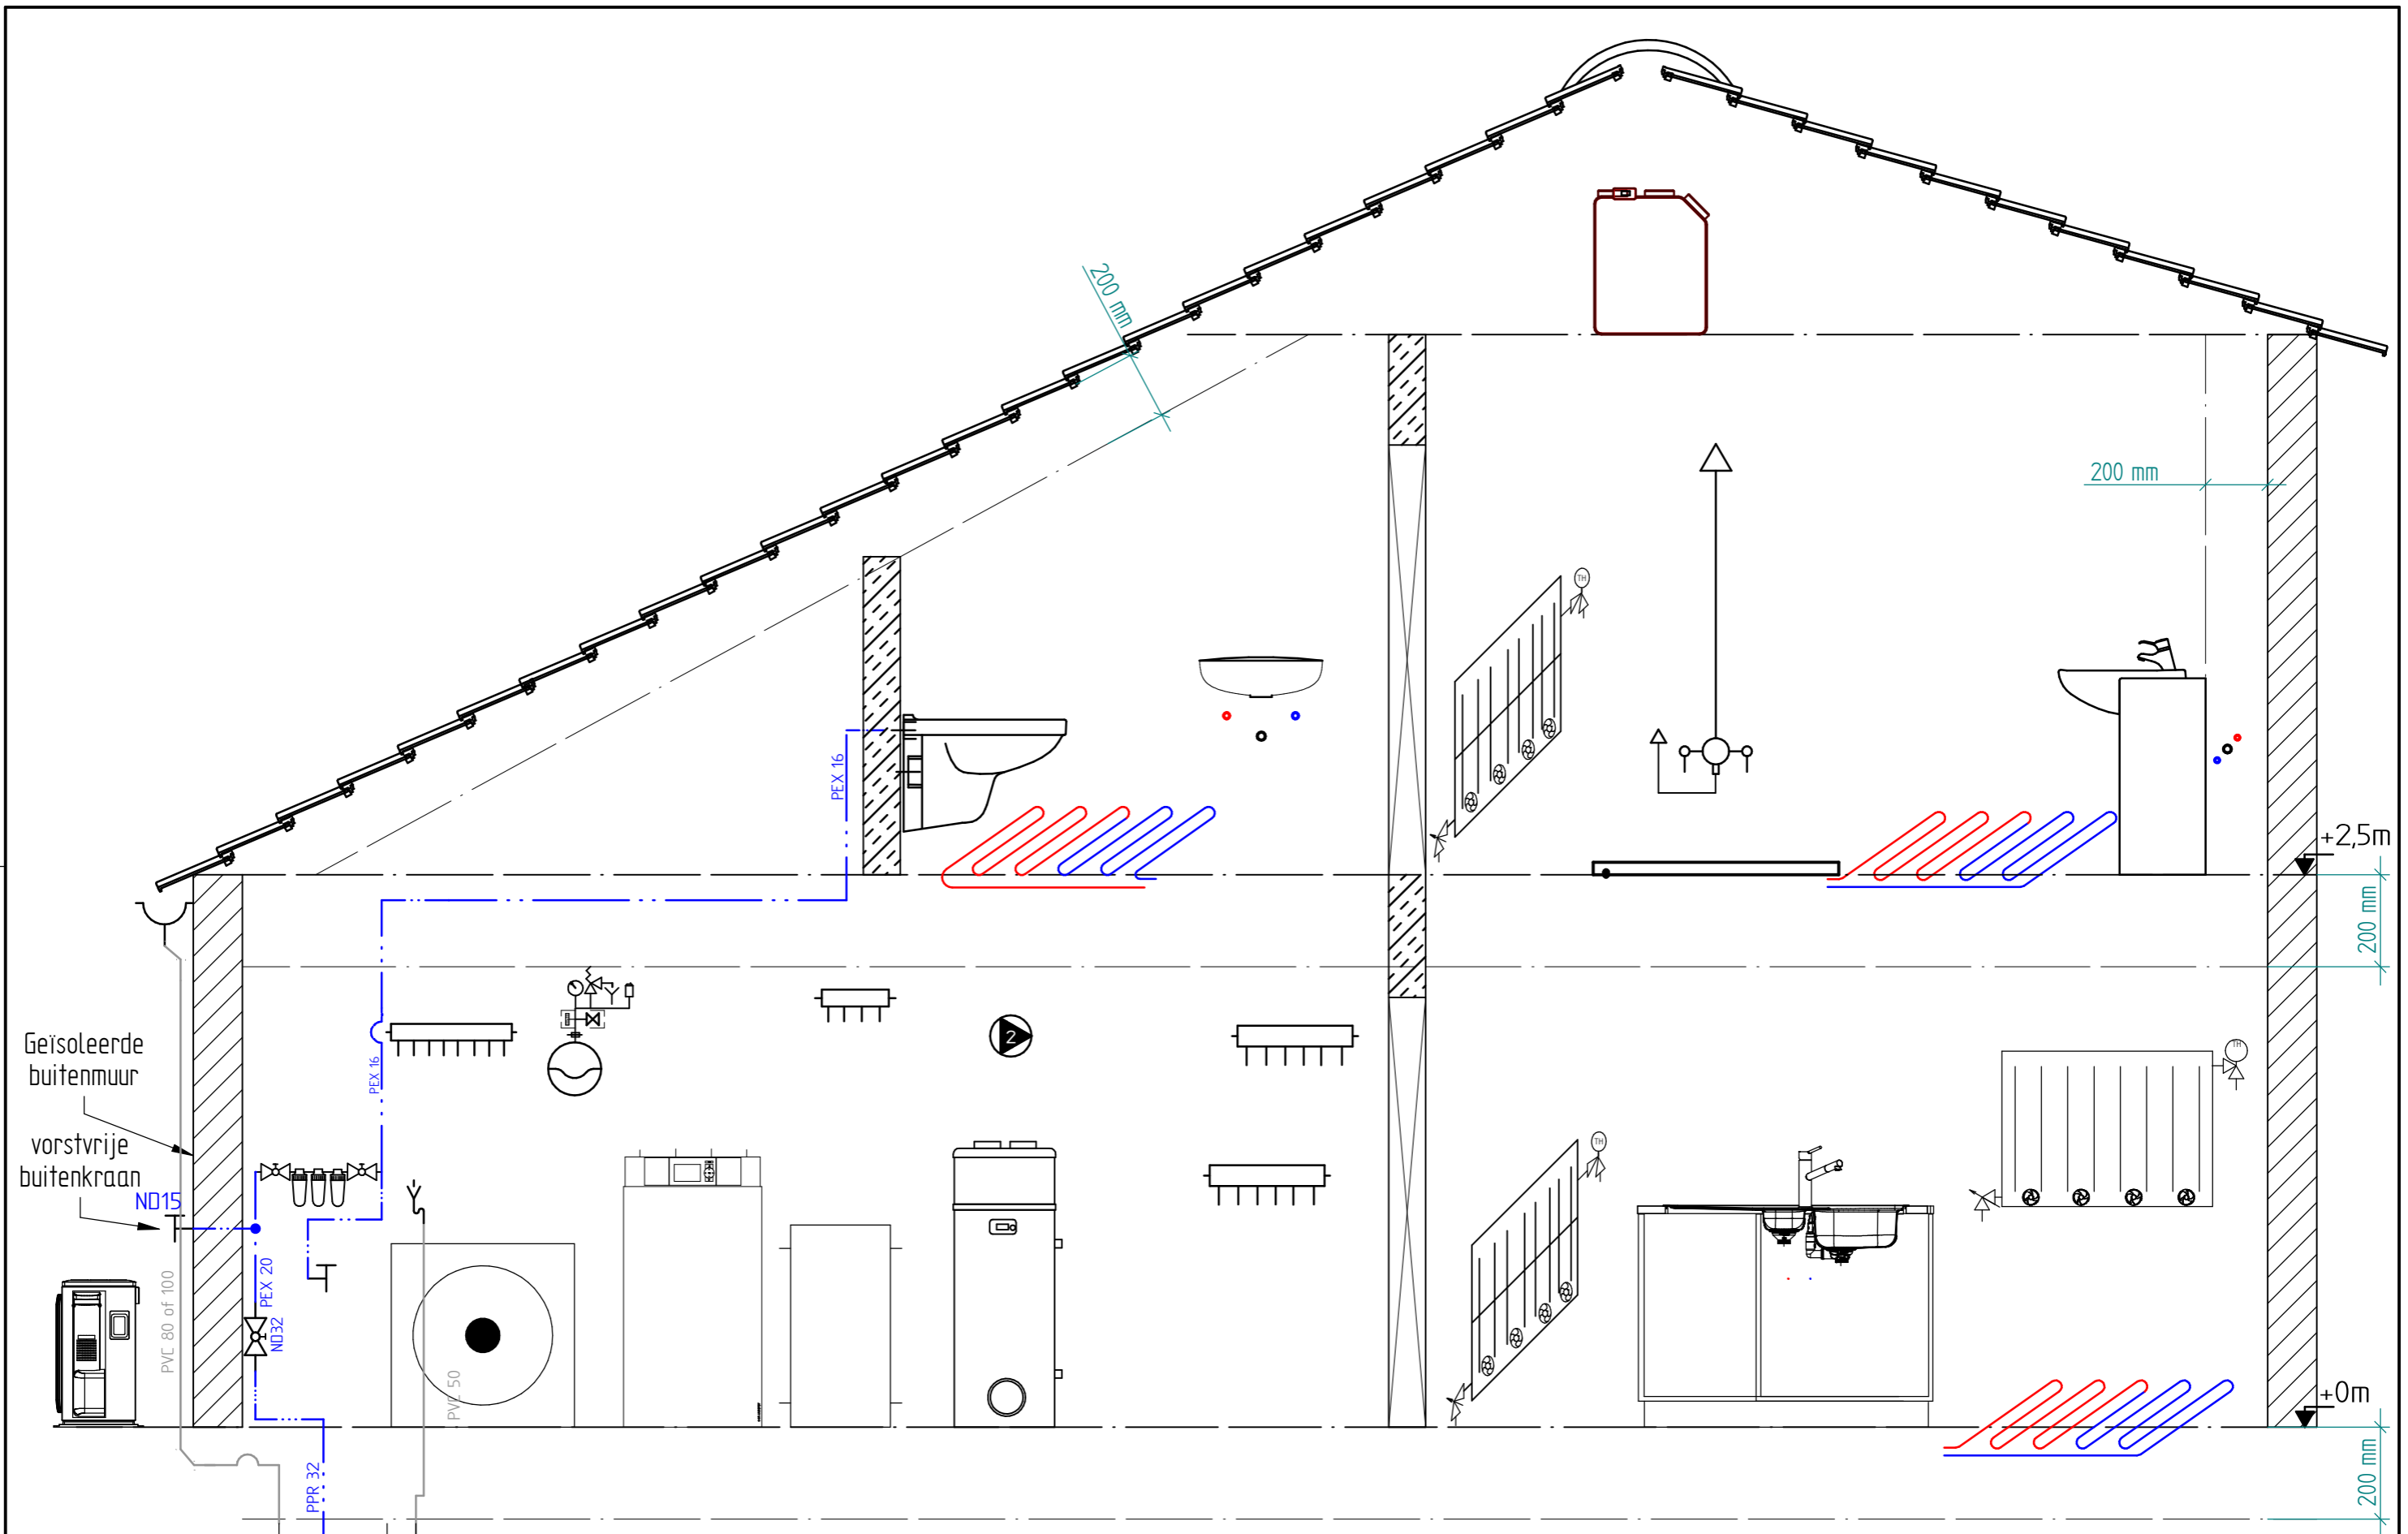 200 mm
200 mm
TH
PEX 16
+2,5m
200 mm
Geïsoleerde
buitenmuur
PEX 16
2
TH
vorstvrije
buitenkraan
ND15
TH
PEX 20
PVC 80 of 100
ND32
PVC 50
+0m
PPR 32
200 mm